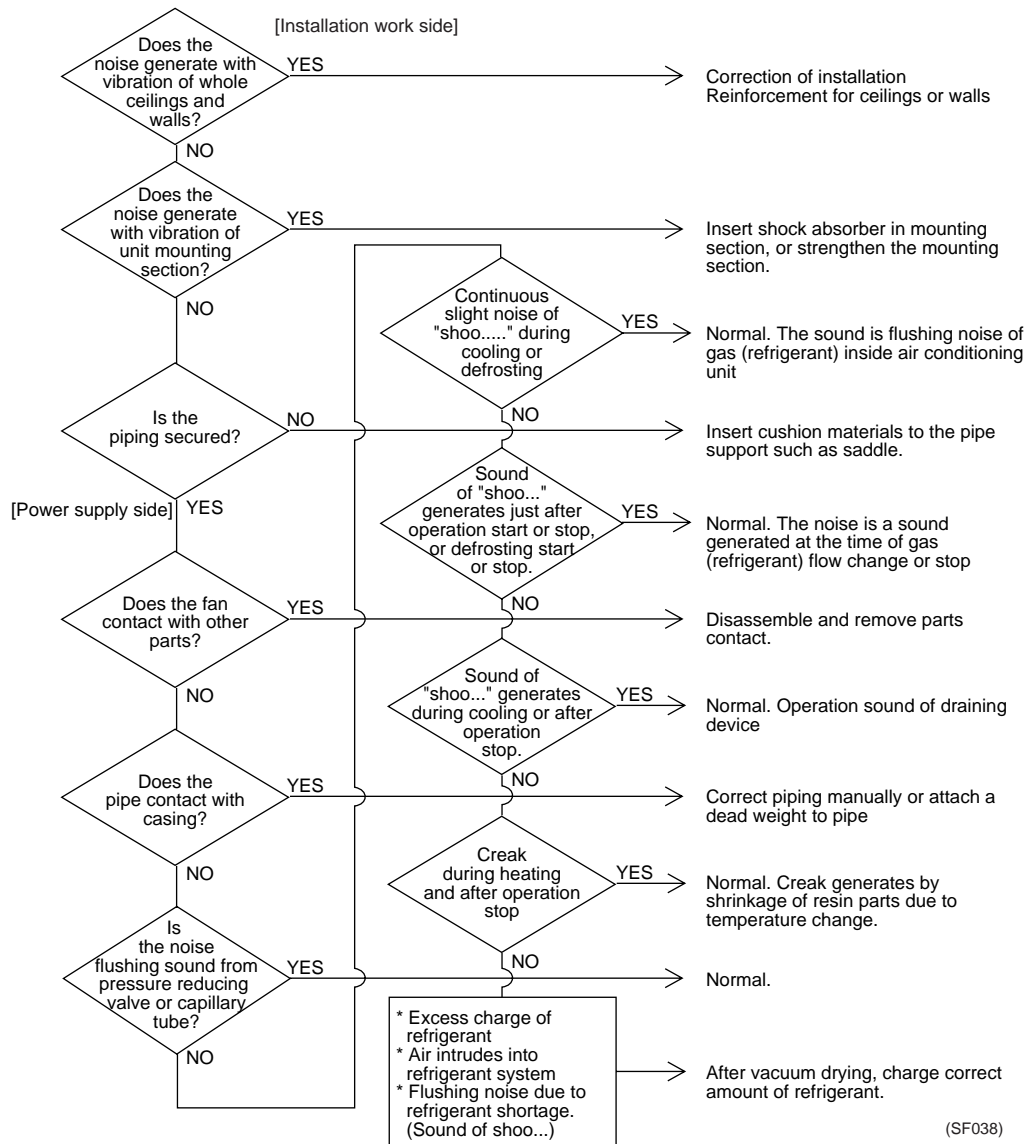 [Installation work side]
Does the
noise generate with
vibration of whole
ceilings and
walls?
YES
Correction of installation
Reinforcement for ceilings or walls
NO
Does the
noise generate
with vibration of
unit mounting
section?
YES
Insert shock absorber in mounting
section, or strengthen the mounting
section.
NO
Continuous
slight noise of
"shoo....." during
cooling or
defrosting
YES
Normal. The sound is flushing noise of
gas (refrigerant) inside air conditioning
unit
NO
Is the
piping secured?
NO
Insert cushion materials to the pipe
support such as saddle.
[Power supply side]
YES
Sound
of "shoo..."
generates just after
operation start or stop,
or defrosting start
or stop.
YES
Normal. The noise is a sound
generated at the time of gas
(refrigerant) flow change or stop
NO
Does the fan
contact with other
parts?
YES
Disassemble and remove parts
contact.
NO
Sound of
"shoo..." generates
during cooling or after
operation
stop.
YES
Normal. Operation sound of draining
device
NO
Does the
pipe contact with
casing?
YES
Correct piping manually or attach a
dead weight to pipe
NO
Creak
during heating
and after operation
stop
YES
Normal. Creak generates by
shrinkage of resin parts due to
temperature change.
NO
Is
the noise
flushing sound from
pressure reducing
valve or capillary
tube?
YES
Normal.
NO
* Excess charge of
refrigerant
* Air intrudes into
refrigerant system
* Flushing noise due to
refrigerant shortage.
(Sound of shoo...)
After vacuum drying, charge correct
amount of refrigerant.
(SF038)